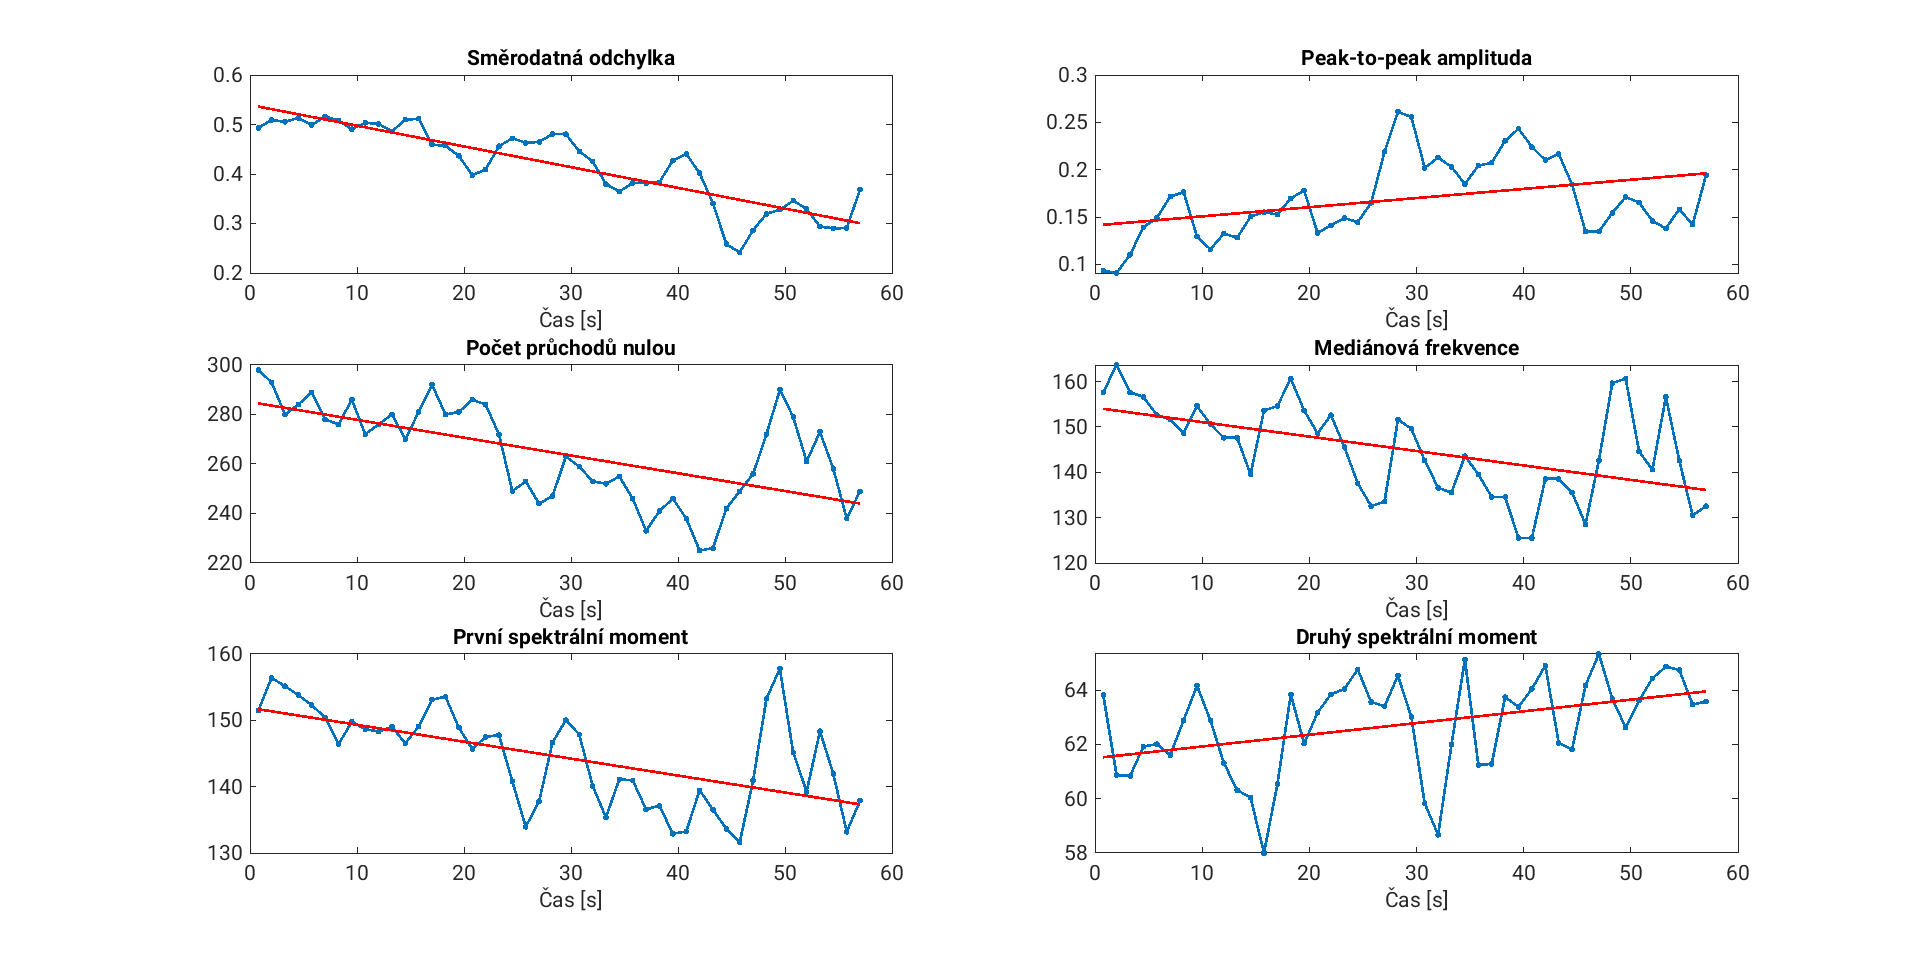 Směrodatná odchylka
0.6
0.5
0.4
0.3
0.2
0 10 20 30 40 50 60
Čas [s]
Peak-to-peak amplituda
0.3
0.25
0.2
0.15
0.1
0 10 20 30 40 50 60
Čas [s]
Počet průchodů nulou
300
280
260
240
220
0 10 20 30 40 50 60
Čas [s]
Mediánová frekvence
160
150
140
130
120
0 10 20 30 40 50 60
Čas [s]
První spektrální moment
160
150
140
130
0 10 20 30 40 50 60
Čas [s]
Druhý spektrální moment
64
62
60
58
0 10 20 30 40 50 60
Čas [s]